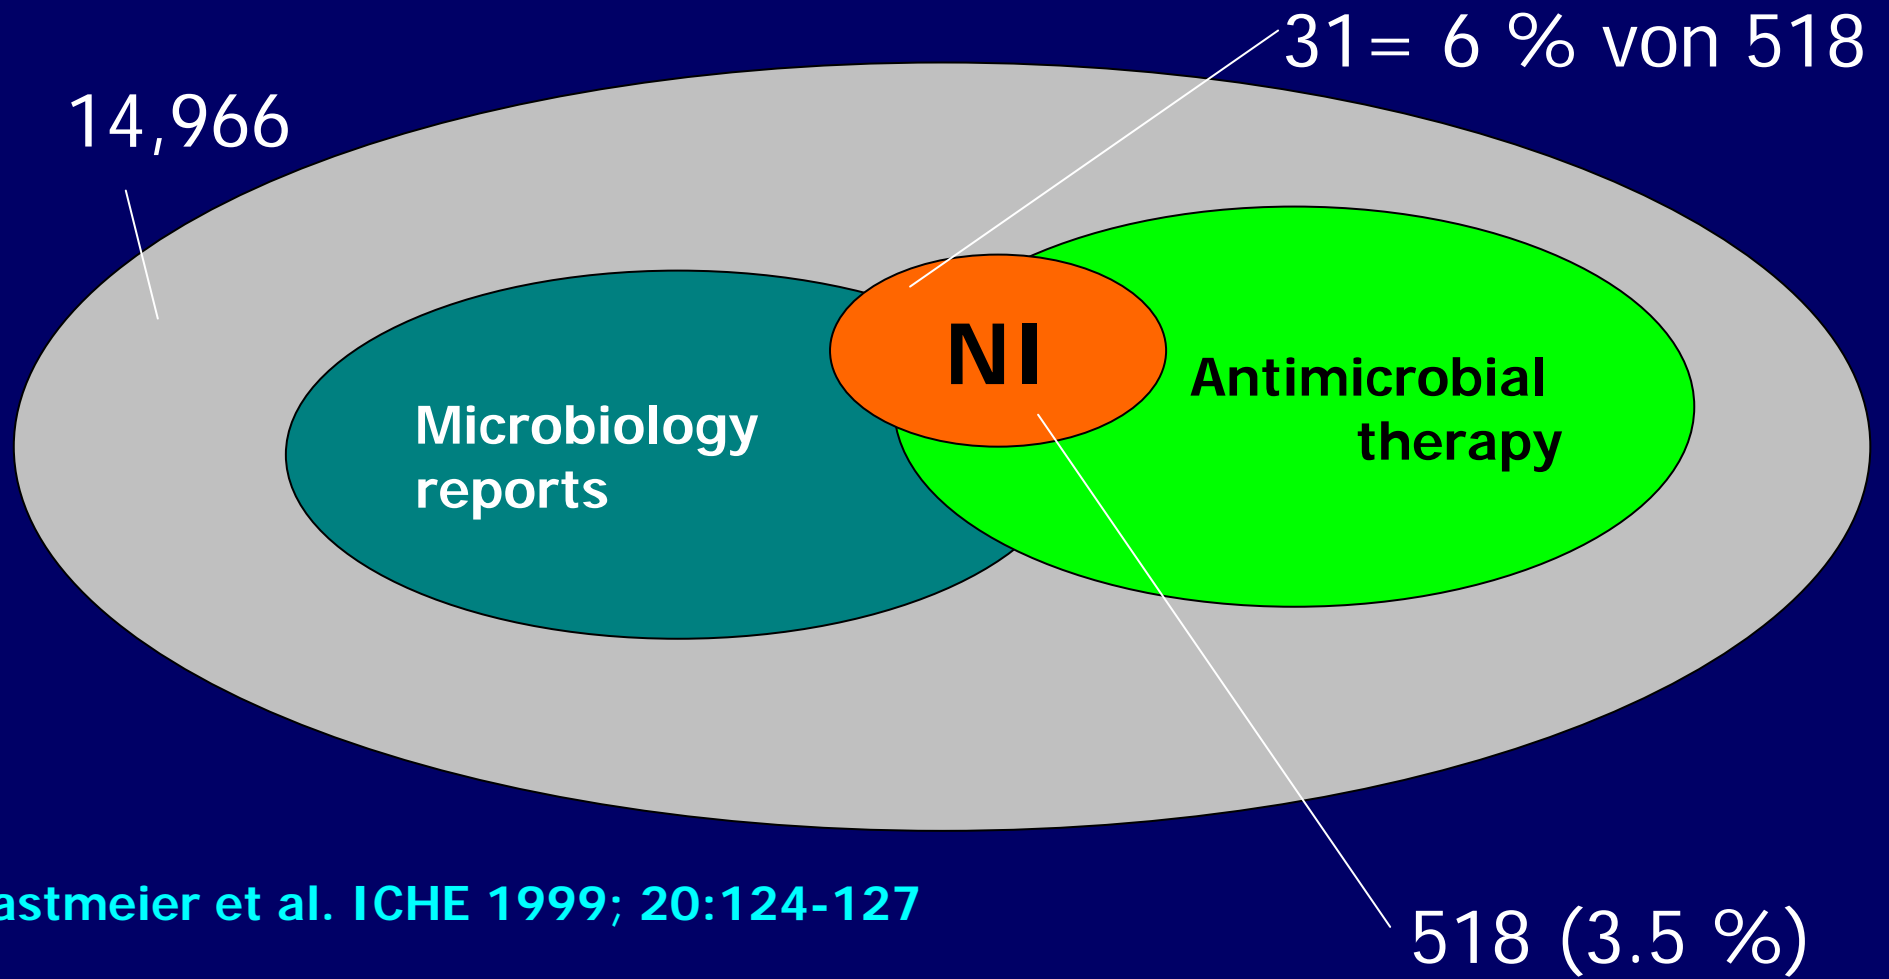 31= 6 % von 518
14,966
NI
Antimicrobial
therapy
Microbiology
reports
astmeier et al. ICHE 1999; 20:124-127
518 (3.5 %)